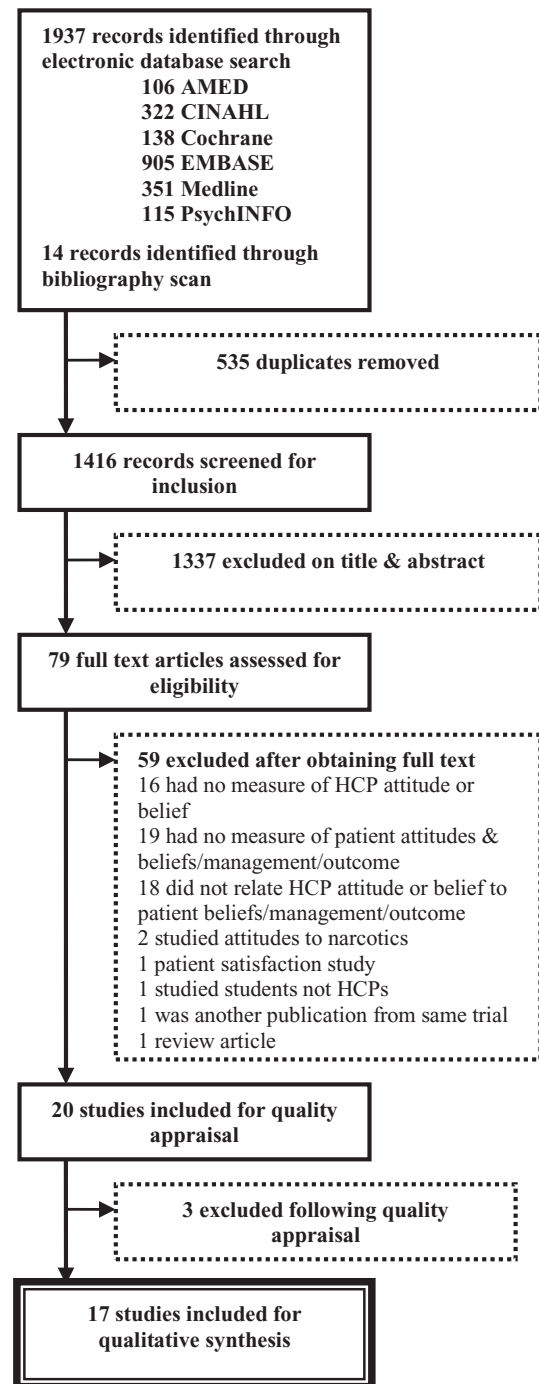 1937 records identified through
electronic database search
106 AMED
322 CINAHL
138 Cochrane
905 EMBASE
351 Medline
115 PsychINFO
14 records identified through
bibliography scan
535 duplicates removed
1416 records screened for
inclusion
1337 excluded on title & abstract
79 full text articles assessed for
eligibility
59 excluded after obtaining full text
16 had no measure of HCP attitude or
belief
19 had no measure of patient attitudes &
beliefs/management/outcome
18 did not relate HCP attitude or belief to
patient beliefs/management/outcome
2 studied attitudes to narcotics
1 patient satisfaction study
1 studied students not HCPs
1 was another publication from same trial
1 review article
20 studies included for quality
appraisal
3 excluded following quality
appraisal
17 studies included for
qualitative synthesis